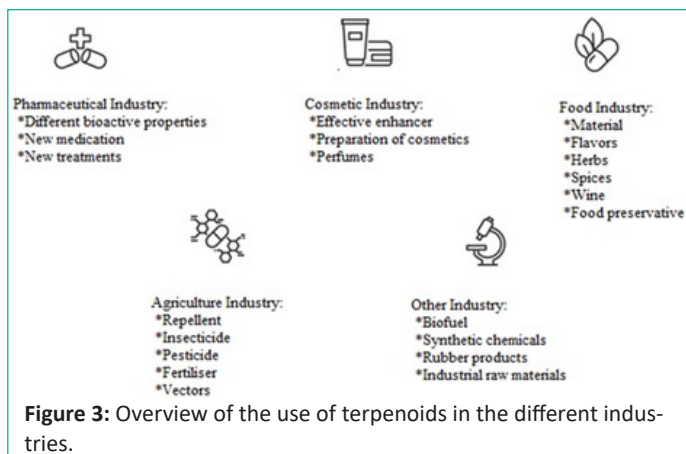 Pharmaceutical Industry:
*Different bioactive properties
*New medication
*New treatments
Cosmetic Industry:
*Effective enhancer
*Preparation of cosmetics
*Perfumes
Food Industry:
*Material
*Flavors
*Herbs
*Spices
*Wine
*Food preservative
Agriculture Industry:
*Repellent
*Insecticide
*Pesticide
*Fertiliser
*Vectors
Other Industry:
*Biofuel
*Synthetic chemicals
*Rubber products
*Industrial raw materials
Figure 3: Overview of the use of terpenoids in the different indus-
tries.